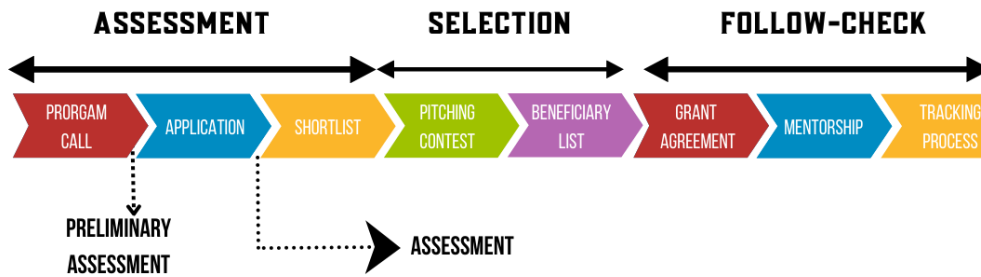 ASSESSMENT
SELECTION
FOLLOW-CHECK
PRORGAM
CALL
APPLICATION
SHORTLIST
PITCHING
CONTEST
BENEFICIARY
LIST
GRANT
AGREEMENT
MENTORSHIP
TRACKING
PROCESS
PRELIMINARY
ASSESSMENT
ASSESSMENT